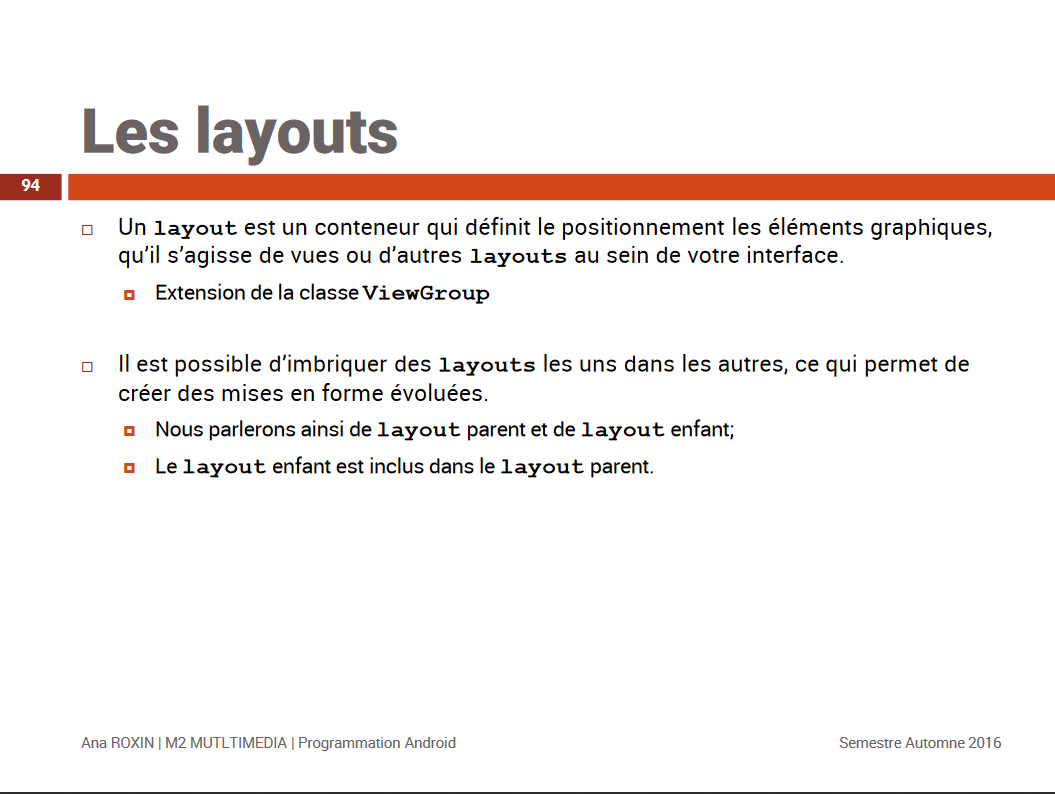 Les layouts
94
Un layout est un conteneur qui définit le positionnement les éléments graphiques,
qu’il s’agisse de vues ou d’autres layouts au sein de votre interface.
Extension de la classe ViewGroup
Il est possible d’imbriquer des layouts les uns dans les autres, ce qui permet de
créer des mises en forme évoluées.
Nous parlerons ainsi de layout parent et de layout enfant;
Le layout enfant est inclus dans le layout parent.
Ana ROXIN | M2 MUTLTIMEDIA | Programmation Android
Semestre Automne 2016